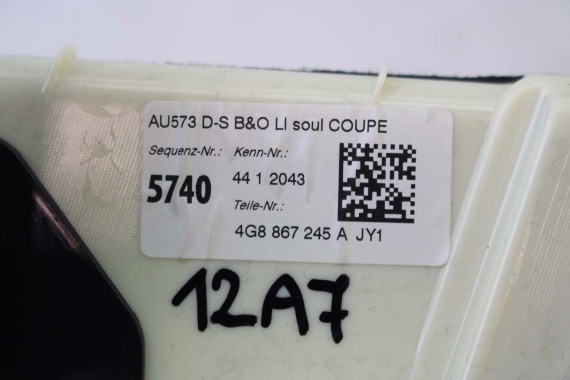 AU573 D-S B&O LI soul COUPE
Sequenz-Nr.: Kenn-Nr.:
5740 44 1 2043
Teile-Nr.:
4G8 867 245 A JY1
12A7